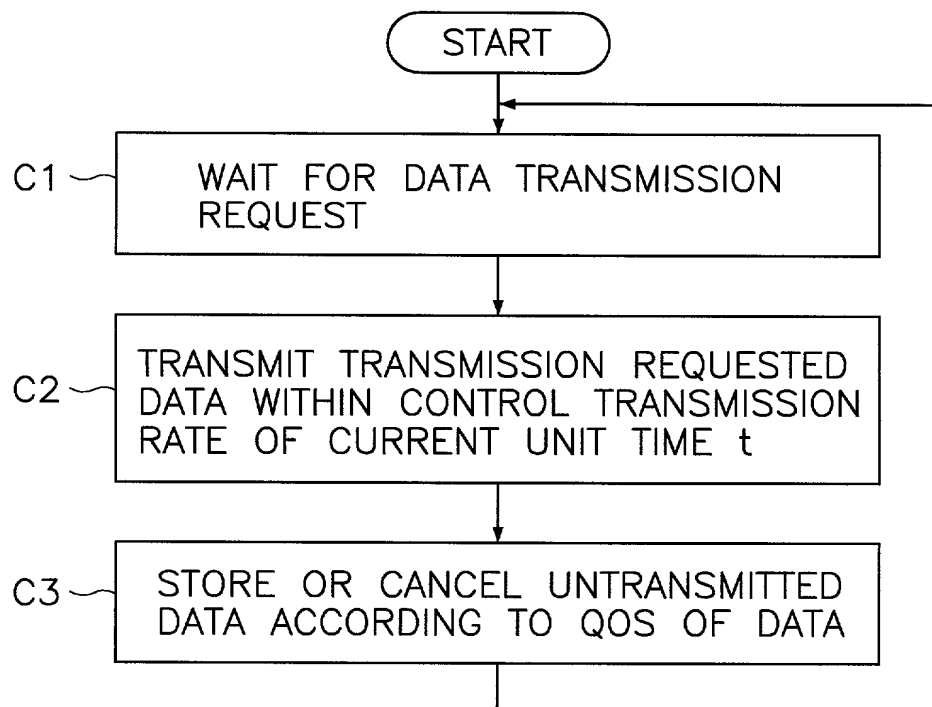 START
C1
WAIT FOR DATA TRANSMISSION
REQUEST
C2
TRANSMIT TRANSMISSION REQUESTED
DATA WITHIN CONTROL TRANSMISSION
RATE OF CURRENT UNIT TIME t
C3
STORE OR CANCEL UNTRANSMITTED
DATA ACCORDING TO QOS OF DATA